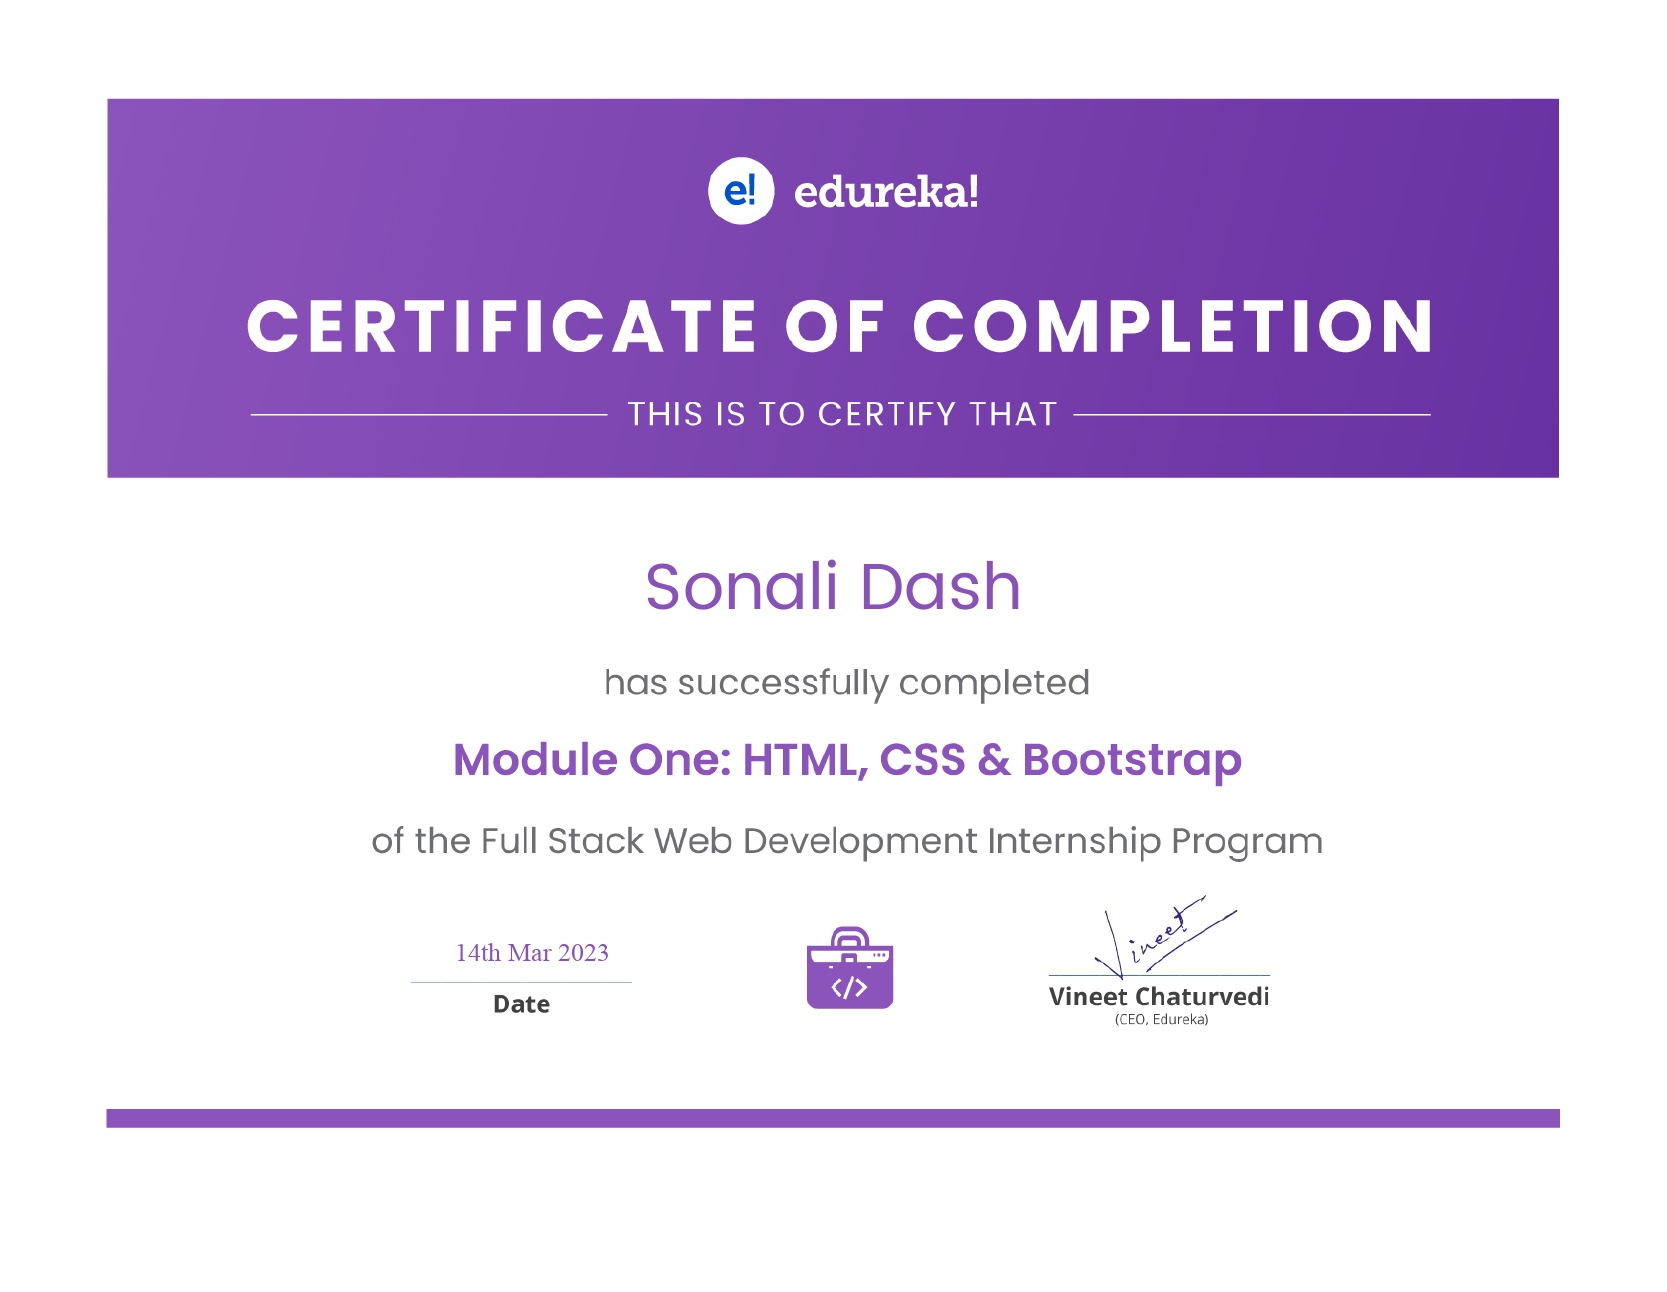 e! edureka!
CERTIFICATE OF COMPLETION
THIS IS TO CERTIFY THAT
Sonali Dash
has successfully completed
Module One: HTML, CSS & Bootstrap
of the Full Stack Web Development Internship Program
14th Mar 2023
Date
</>
Vineet
Vineet Chaturvedi
(CEO, Edureka)